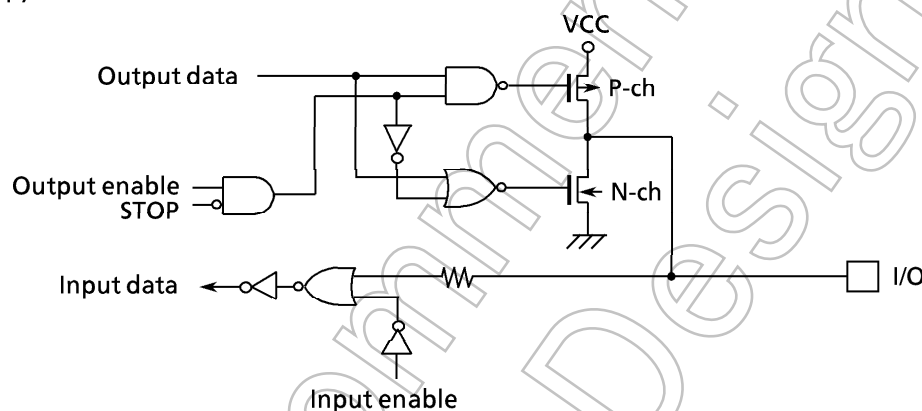 VCC
Output data
P-ch
Output enable
N-ch
STOP
Input data
I/O
Input enable